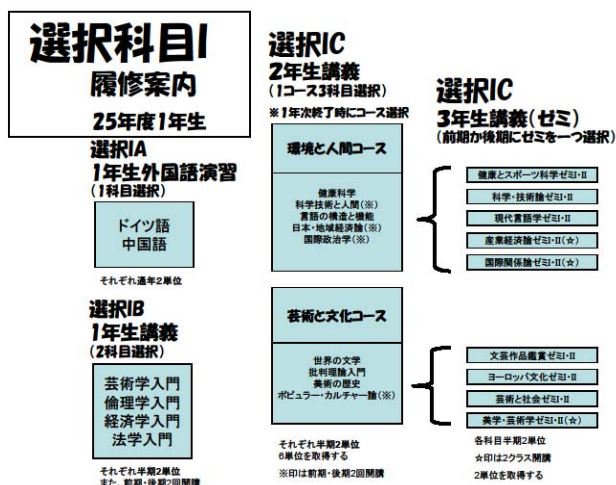 選択科目I
履修案内
25年度1年生
選択IA
1年生外国語演習
(1科目選択)
ドイツ語
中国語
それぞれ通年2単位
選択IB
1年生講義
(2科目選択)
芸術学入門
倫理学入門
経済学入門
法学入門
それぞれ半期2単位
また、前期・後期2回開講
選択IC
2年生講義
(1コース3科目選択)
※1年次終了時にコース選択
環境と人間コース
健康科学
科学技術と人間(※)
言語の構造と機能
日本・地域経済論(※)
国際政治学(※)
芸術と文化コース
世界の文学
批判理論入門
美術の歴史
ポピュラー・カルチャー論(※)
それぞれ半期2単位
6単位を取得する
※印は前期・後期2回開講
選択IC
3年生講義(ゼミ)
(前期か後期にゼミを一つ選択)
健康とスポーツ科学ゼミI・II
科学・技術論ゼミI・II
現代言語学ゼミI・II
産業経済論ゼミI・II(☆)
国際関係論ゼミI・II(☆)
文芸作品鑑賞ゼミI・II
ヨーロッパ文化ゼミI・II
芸術と社会ゼミI・II
美学・芸術学ゼミI・II(☆)
各科目半期2単位
☆印は2クラス開講
2単位を取得する